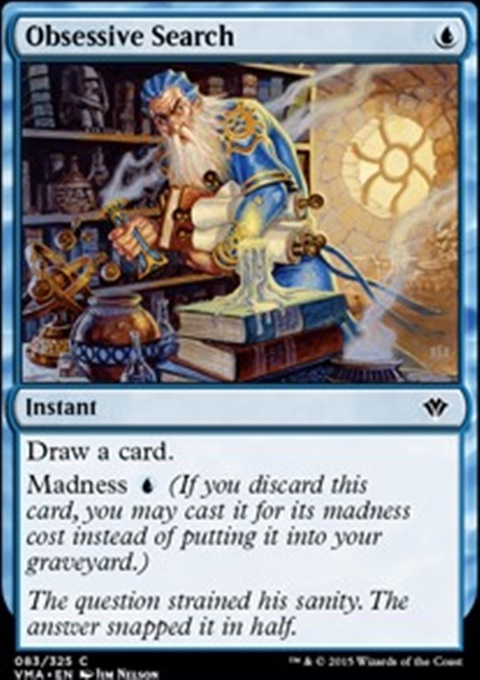 Obsessive Search
Instant
Draw a card.
Madness (If you discard this
card, you may cast it for its madness
cost instead of putting it into your
graveyard.)
The question strained his sanity. The
answer snapped it in half.
083/325 C
VMA • EN Jim Nelson
™ & © 2015 Wizards of the Coast